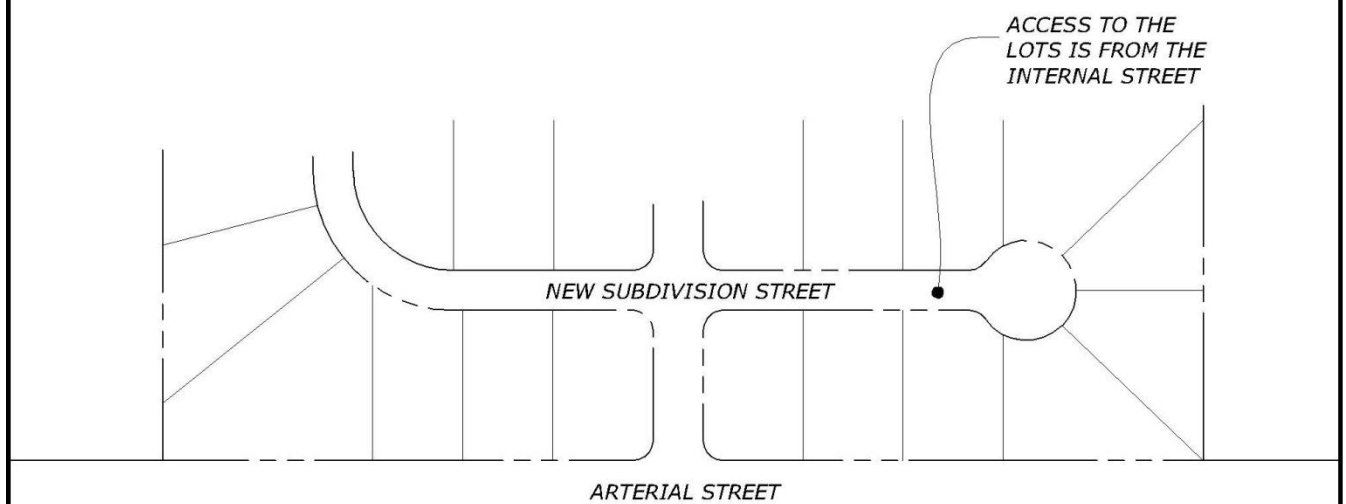 ACCESS TO THE
LOTS IS FROM THE
INTERNAL STREET
NEW SUBDIVISION STREET
ARTERIAL STREET